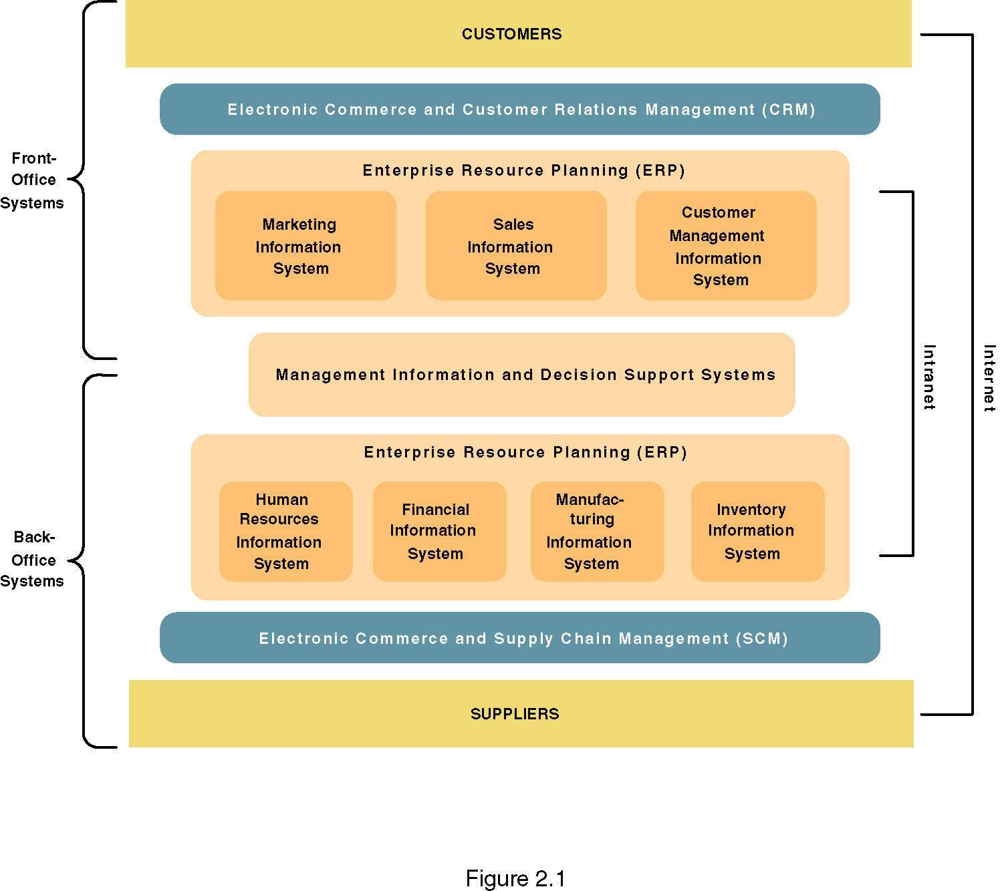 CUSTOMERS
Electronic Commerce and Customer Relations Management (CRM)
Front-
Office
Systems
Enterprise Resource Planning (ERP)
Marketing
Information
System
Sales
Information
System
Customer
Management
Information
System
Management Information and Decision Support Systems
Intranet
Internet
Back-
Office
Systems
Enterprise Resource Planning (ERP)
Human
Resources
Information
System
Financial
Information
System
Manufac-
turing
Information
System
Inventory
Information
System
Electronic Commerce and Supply Chain Management (SCM)
SUPPLIERS
Figure 2.1